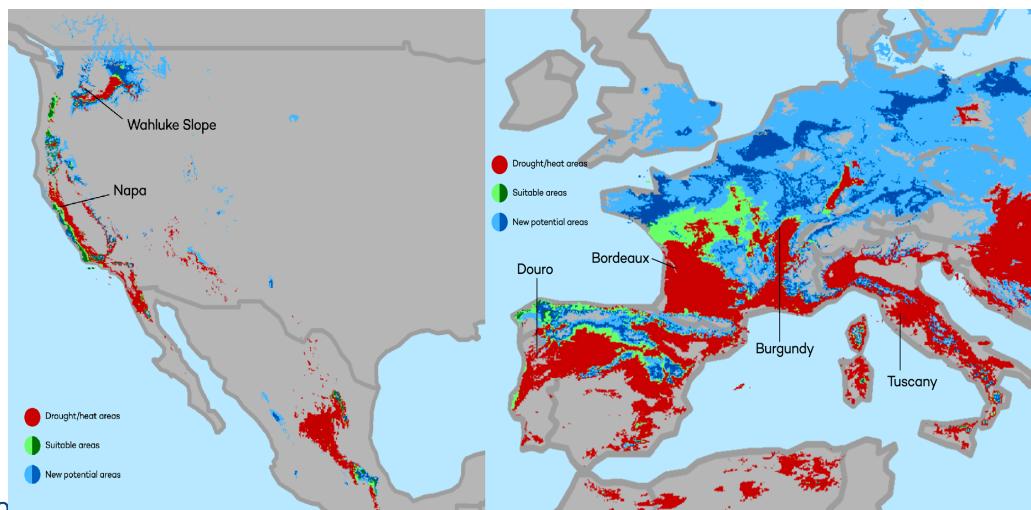 Wahluke Slope
Napa
Drought/heat areas
Suitable areas
New potential areas
Drought/heat areas
Suitable areas
New potential areas
Bordeaux
Douro
Burgundy
Tuscany